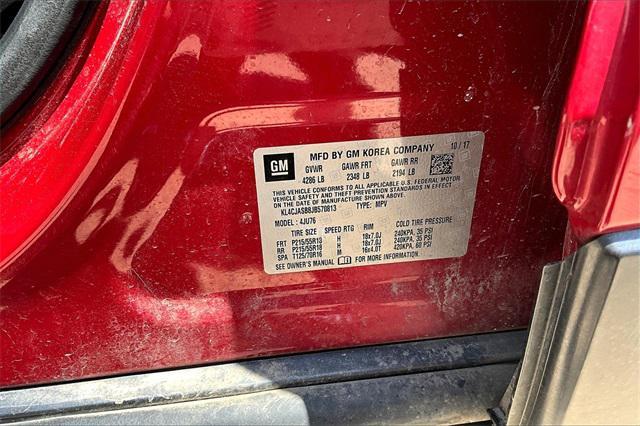 GM
MFD BY GM KOREA COMPANY 10/17
GVWR GAWR FRT GAWR RR
4286 LB 2348 LB 2194 LB
THIS VEHICLE CONFORMS TO ALL APPLICABLE U.S. FEDERAL MOTOR
VEHICLE SAFETY, BUMPER, AND THEFT PREVENTION STANDARDS
IN EFFECT ON THE DATE OF MANUFACTURE SHOWN ABOVE.
KL4CJASB8JB570813 TYPE: MPV
MODEL: 4JU76
TIRE SIZE SPEED RTG RIM COLD TIRE PRESSURE
FRT P215/55R18 H 18x7.0J 240KPA, 35 PSI
RR P215/55R18 H 18x7.0J 240KPA, 35 PSI
SPA T125/70R16 M 16x4.0T 420KPA, 60 PSI
SEE OWNER'S MANUAL FOR MORE INFORMATION.